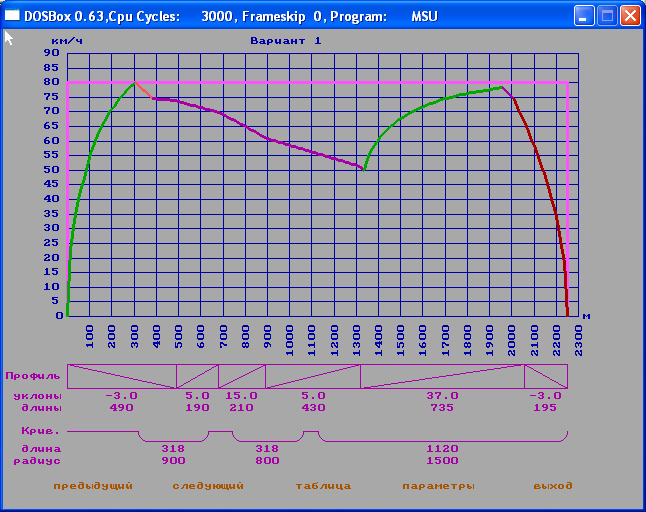 DOSBox 0.63,Cpu Cycles: 3000, Frameskip 0, Program: MSU
км/ч Вариант 1
90
85
80
75
70
65
60
55
50
45
40
35
30
25
20
15
10
5
0 м
100 200 300 400 500 600 700 800 900 1000 1100 1200 1300 1400 1500 1600 1700 1800 1900 2000 2100 2200 2300
Профиль
уклоны -3.0 5.0 15.0 5.0 37.0 -3.0
длины 490 190 210 430 735 195
Крив.
длина 318 318 1120
радиус 900 800 1500
предыдущий следующий таблица параметры выход